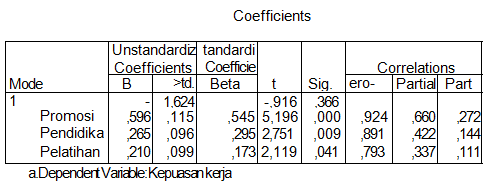 Coefficients
Unstandardiz tandardi
Coefficients Coefficie Correlations
Mode B >td. Beta t Sig. ero- Partial Part
1 - 1.624 -,916 .366
Promosi ,596 ,115 ,545 5,196 ,000 ,924 ,660 ,272
Pendidika ,265 ,096 ,295 2,751 ,009 ,891 ,422 ,144
Pelatihan ,210 ,099 ,173 2,119 ,041 ,793 ,337 ,111
a.Dependent Variable: Kepuasan kerja